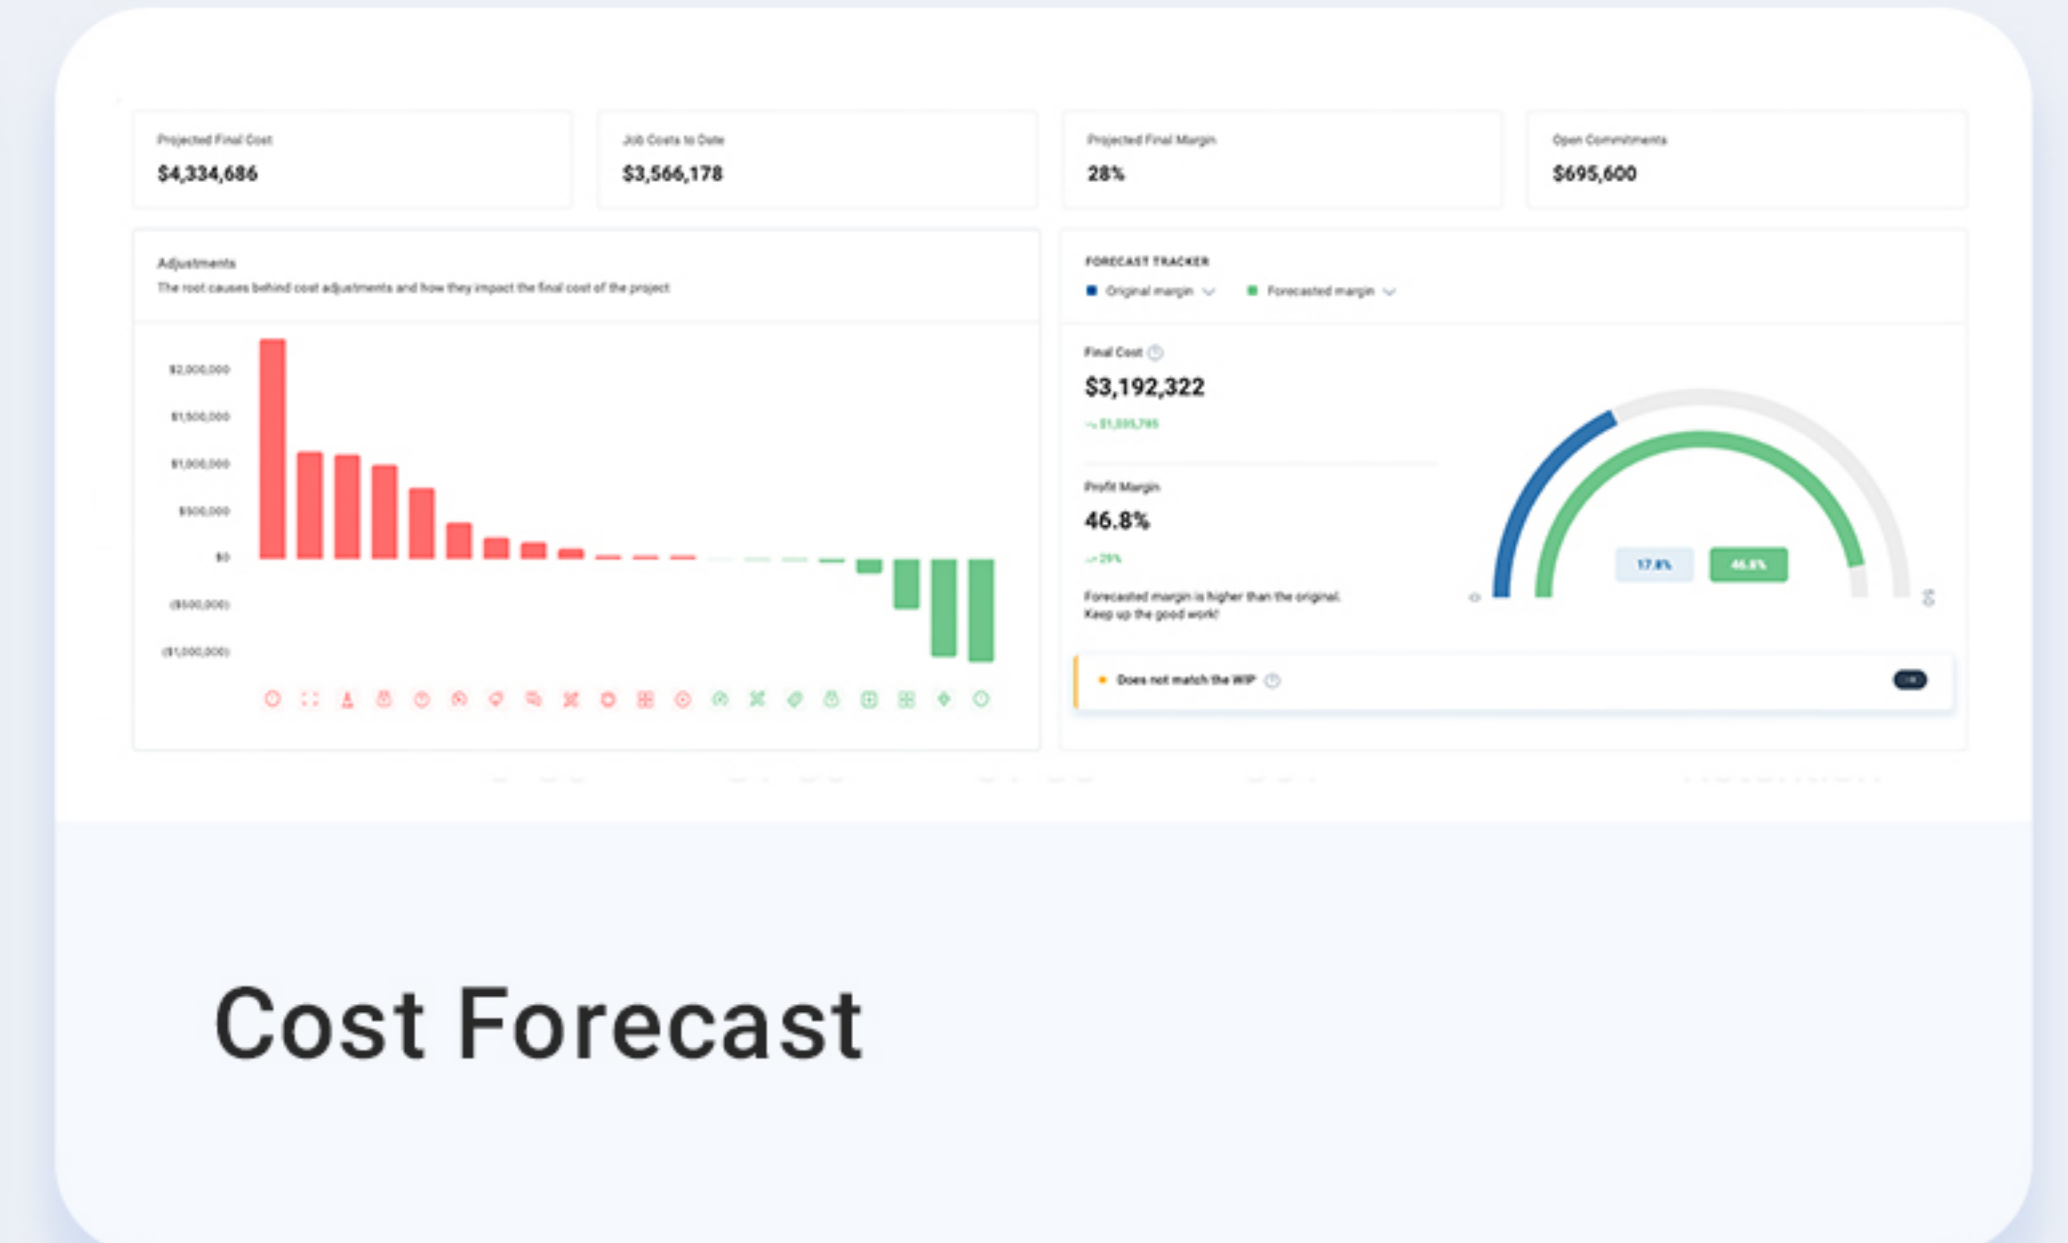 Projected Final Cost
$4,334,686
Job Costs to Date
$3,566,178
Projected Final Margin
28%
Open Commitments
$695,600
Adjustments
The root causes behind cost adjustments and how they impact the final cost of the project
$2,000,000
$1,500,000
$1,000,000
$500,000
$0
($500,000)
($1,000,000)
FORECAST TRACKER
Original margin
Forecasted margin
Final Cost
$3,192,322
Profit Margin
46.8%
Forecasted margin is higher than the original.
Keep up the good work!
17.8%
46.8%
0
50
Does not match the WIP
Cost Forecast